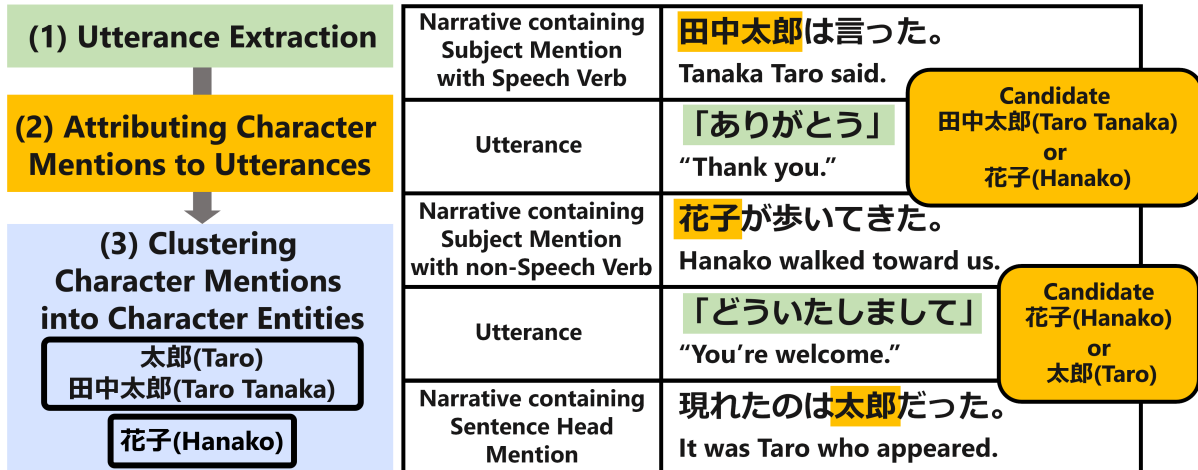 (1) Utterance Extraction
(2) Attributing Character
Mentions to Utterances
(3) Clustering
Character Mentions
into Character Entities
太郎(Taro)
田中太郎(Taro Tanaka)
花子(Hanako)
Narrative containing
Subject Mention
with Speech Verb
田中太郎は言った。
Tanaka Taro said.
Utterance
「ありがとう」
“Thank you.”
Candidate
田中太郎(Taro Tanaka)
or
花子(Hanako)
Narrative containing
Subject Mention
with non-Speech Verb
花子が歩いてきた。
Hanako walked toward us.
Utterance
「どういたしまして」
“You’re welcome.”
Candidate
花子(Hanako)
or
太郎(Taro)
Narrative containing
Sentence Head
Mention
現れたのは太郎だった。
It was Taro who appeared.